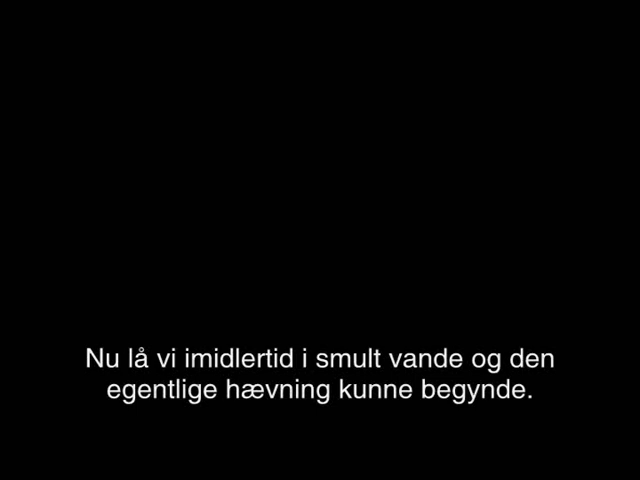 Nu lå vi imidlertid i smult vande og den
egentlige hævning kunne begynde.